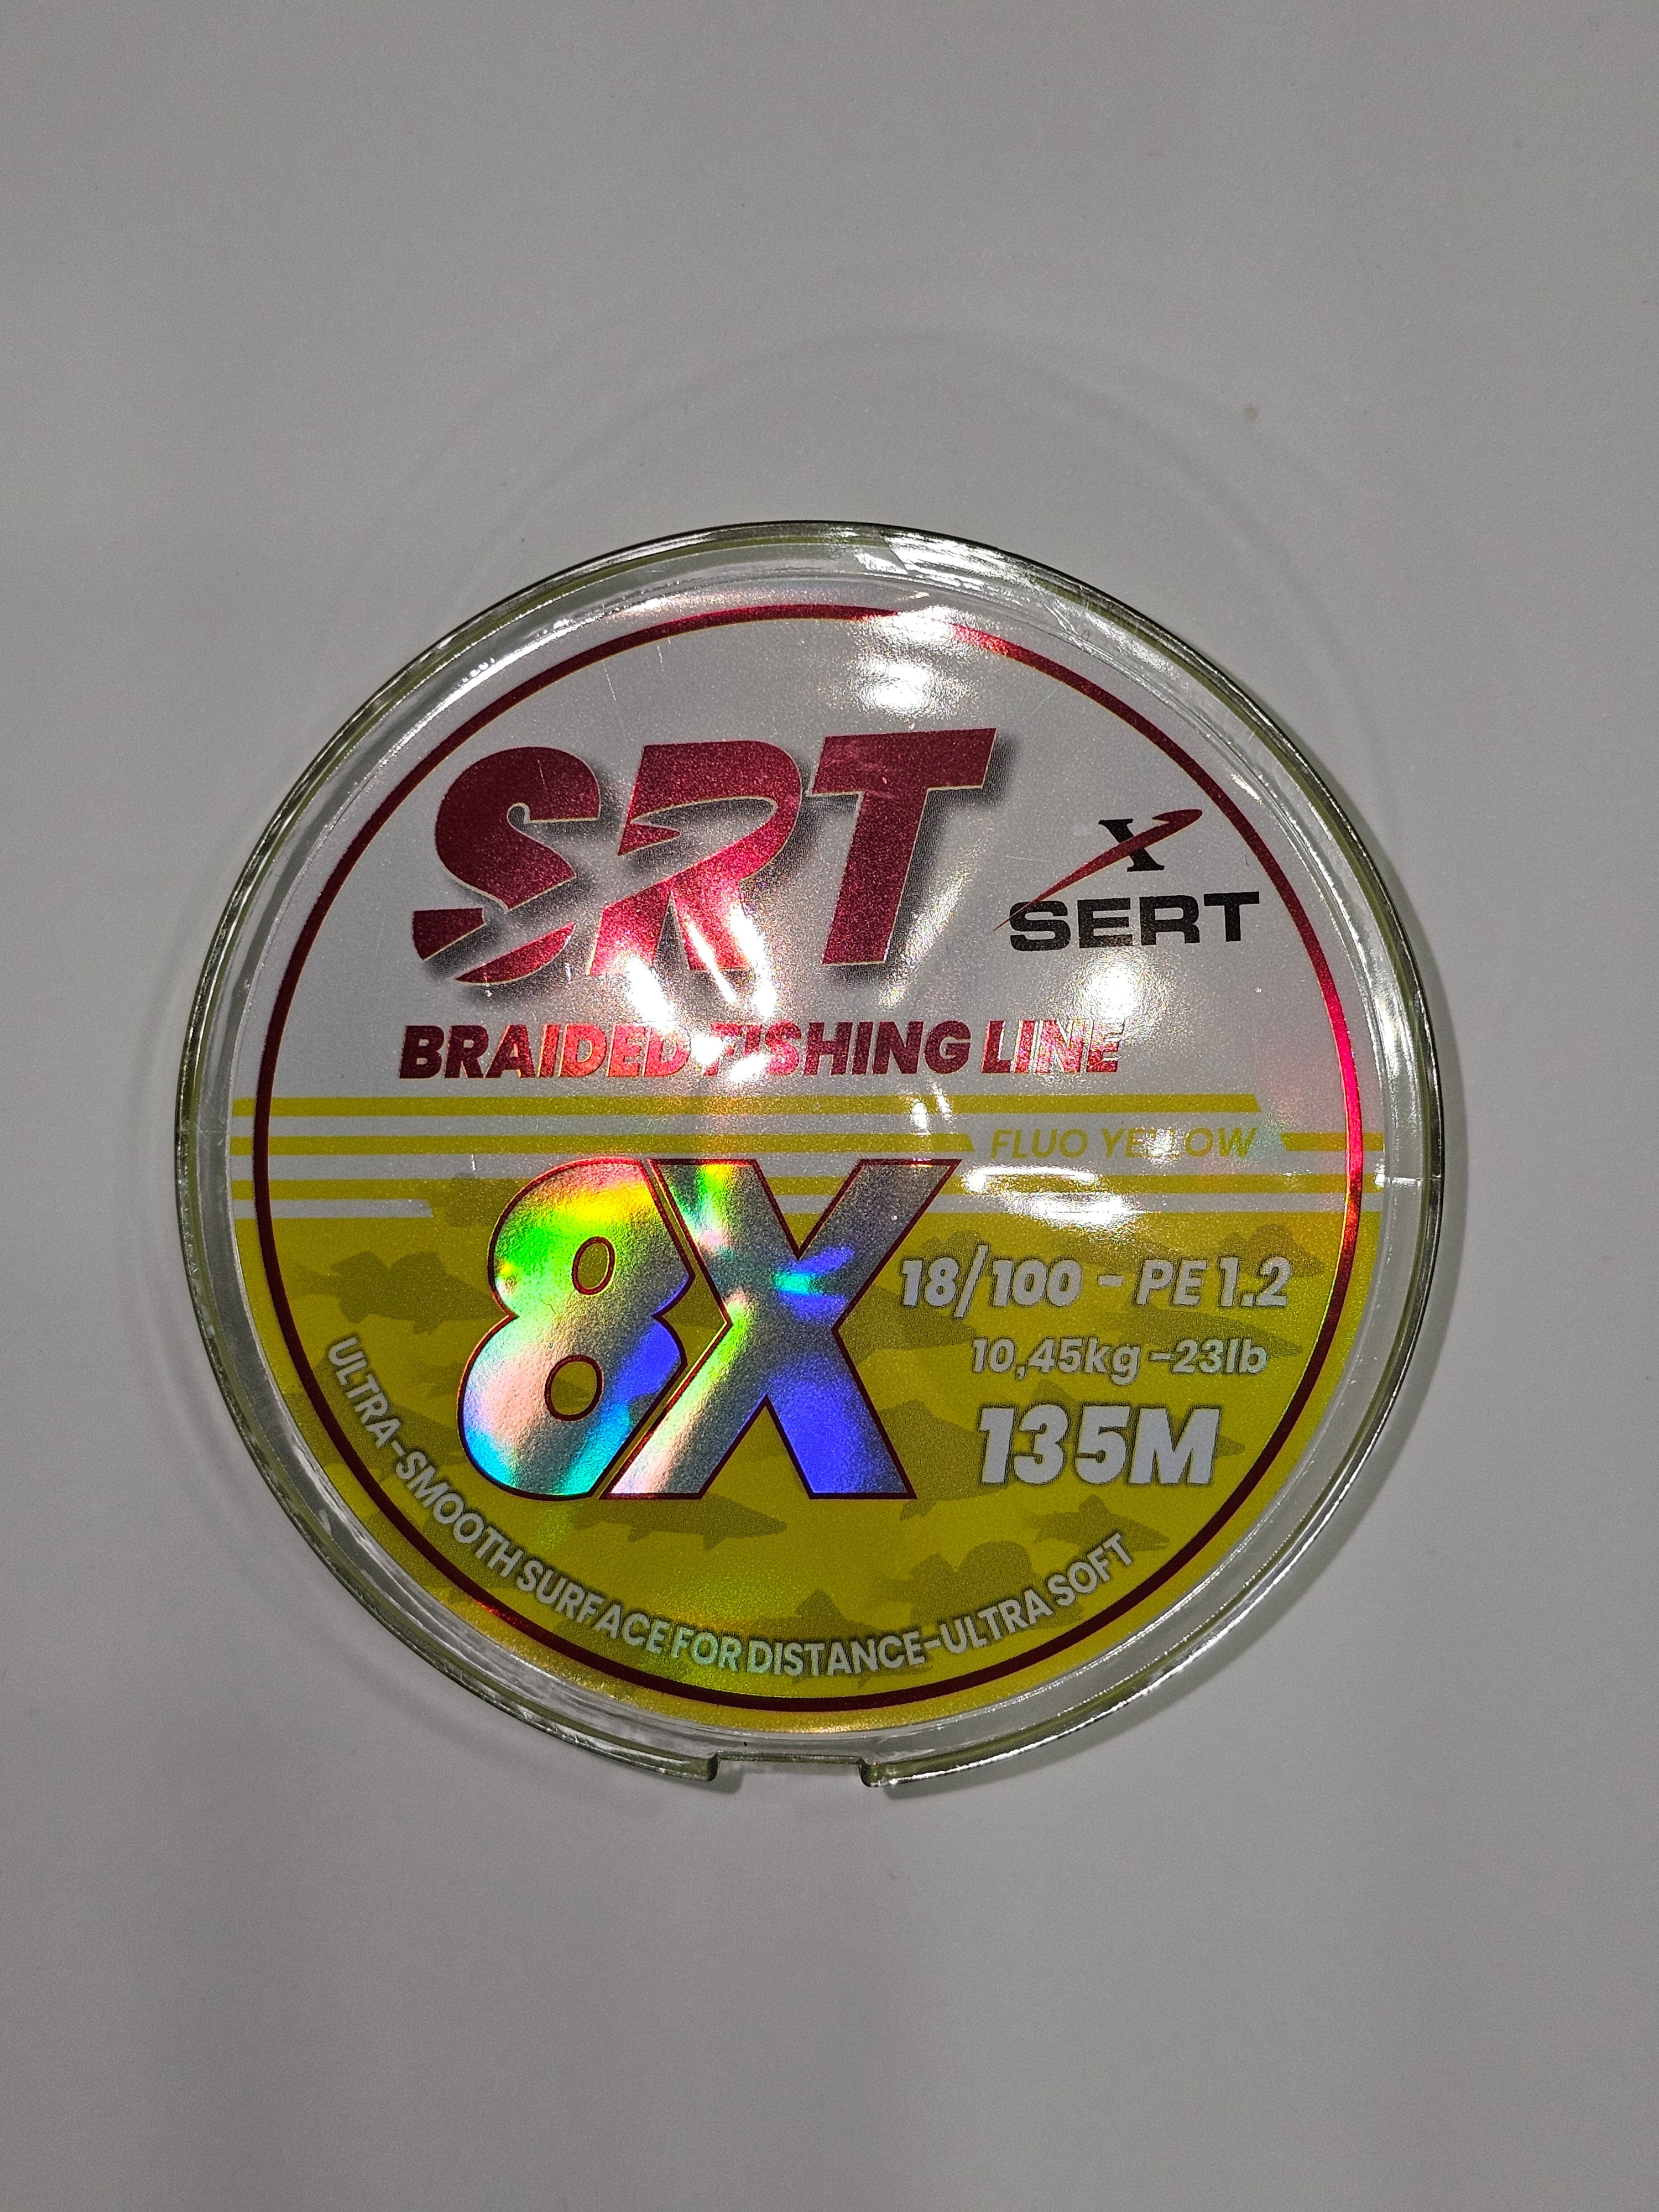 SRT
X
SERT
BRAIDED FISHING LINE
FLUO YELLOW
8X
18/100 - PE 1.2
10,45kg - 23lb
135M
ULTRA-SMOOTH SURFACE FOR DISTANCE-ULTRA SOFT